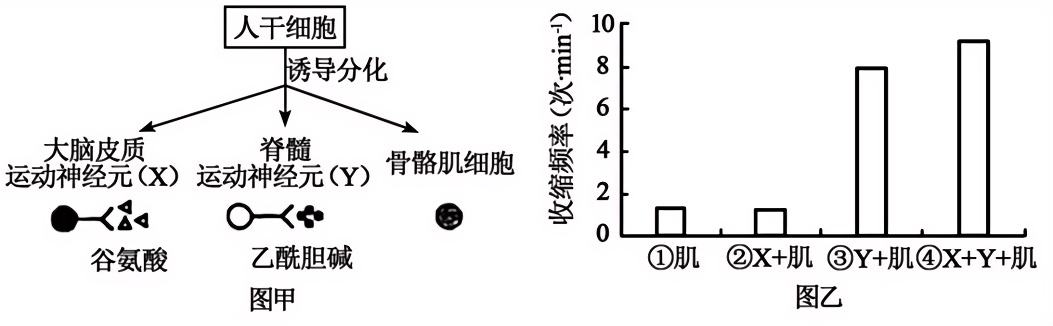 人干细胞
诱导分化
大脑皮质
运动神经元(X)
脊髓
运动神经元(Y)
骨骼肌细胞
谷氨酸
乙酰胆碱
图甲
收缩频率(次·min⁻¹)
10
8
6
4
2
0
①肌 ②X+肌 ③Y+肌 ④X+Y+肌
图乙